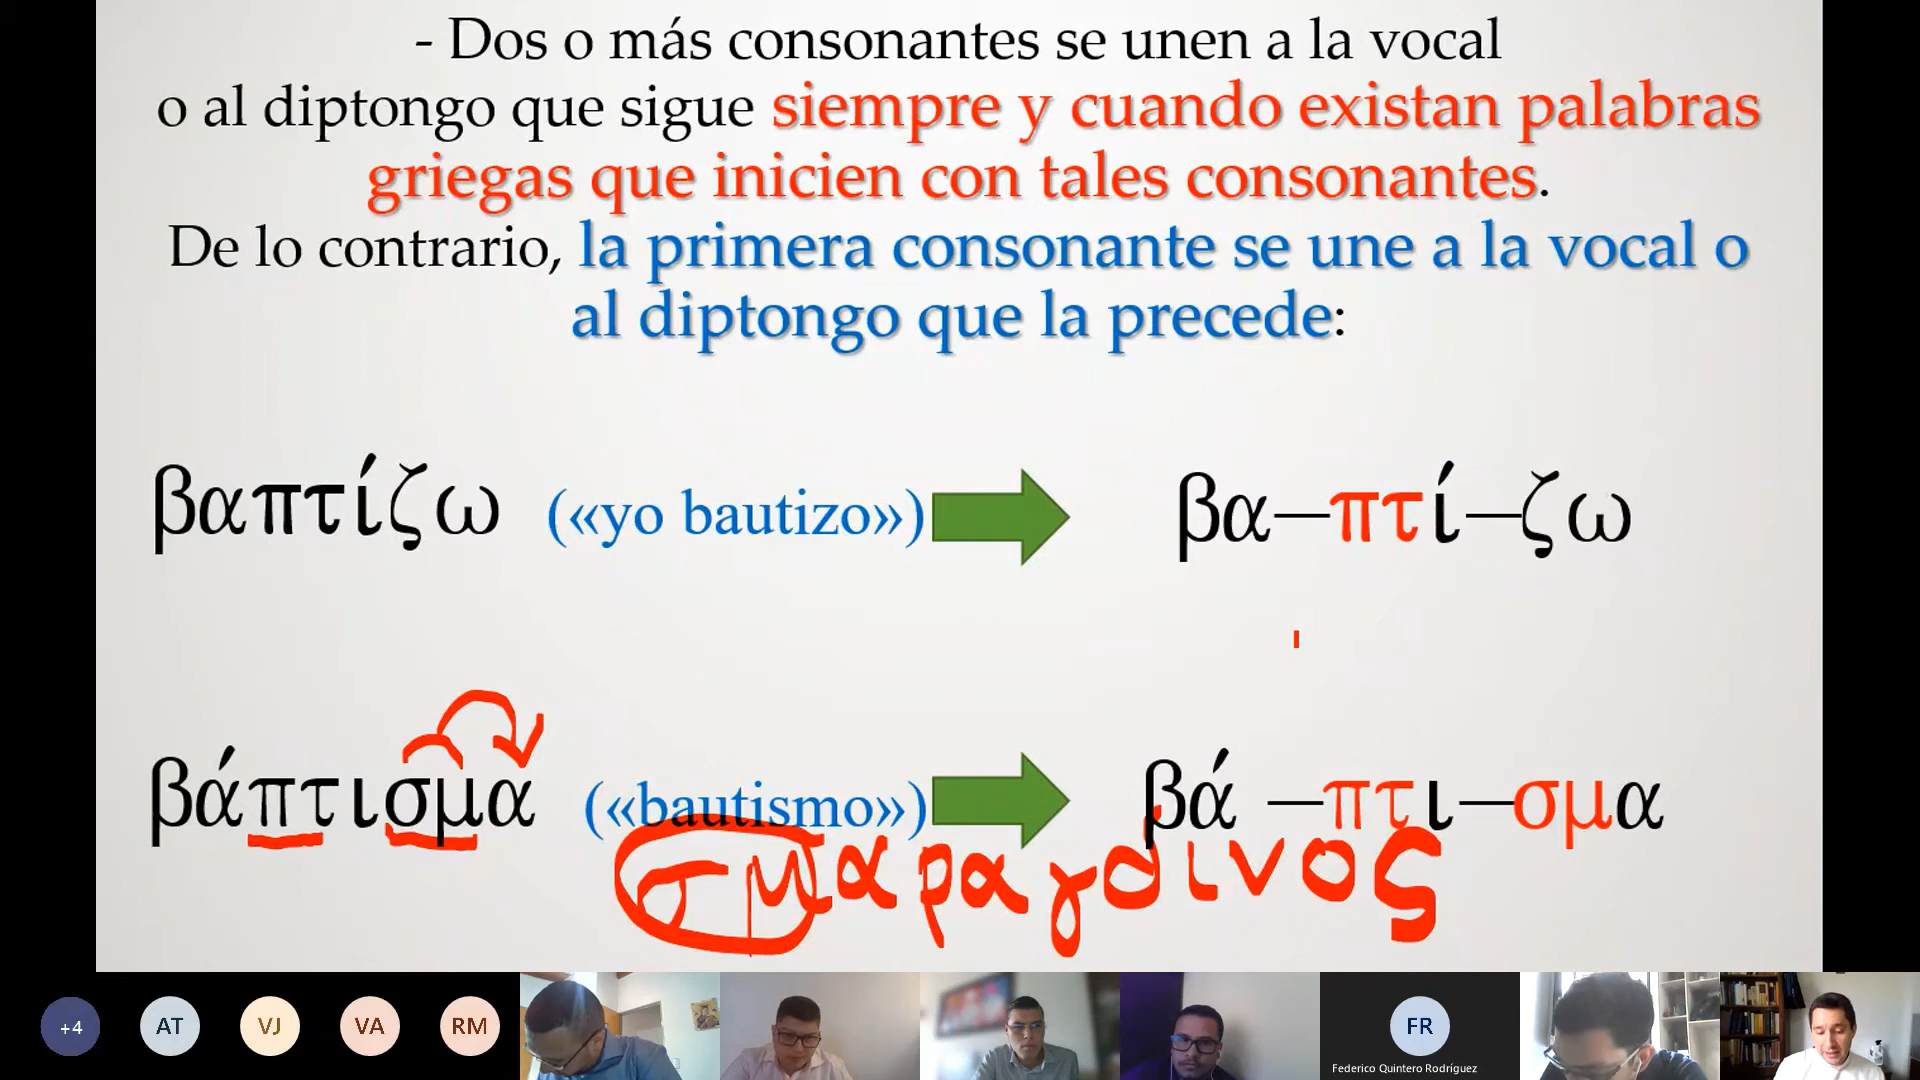 - Dos o más consonantes se unen a la vocal
o al diptongo que sigue siempre y cuando existan palabras
griegas que inicien con tales consonantes.
De lo contrario, la primera consonante se une a la vocal o
al diptongo que la precede:
βαπτίζω («yo bautizo») βα–πτί–ζω
βάπτισμα («bautismo») βά –πτι–σμα
σμαραγδινος
+4 AT VJ VA RM FR
Federico Quintero Rodríguez